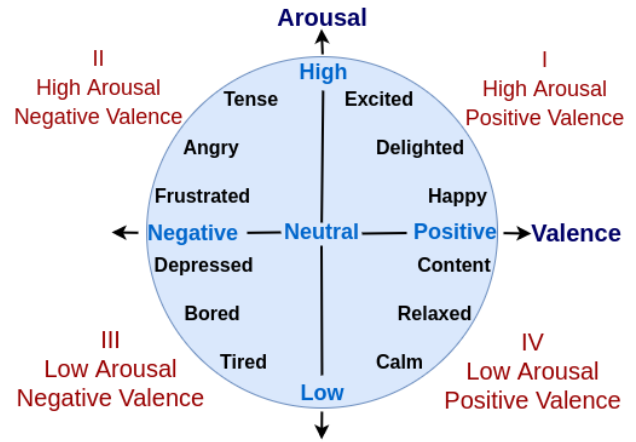 Arousal
II
High Arousal
Negative Valence
I
High Arousal
Positive Valence
High
Tense
Excited
Angry
Delighted
Frustrated
Happy
Negative
Neutral
Positive
Valence
Depressed
Content
Bored
Relaxed
Tired
Calm
Low
III
Low Arousal
Negative Valence
IV
Low Arousal
Positive Valence